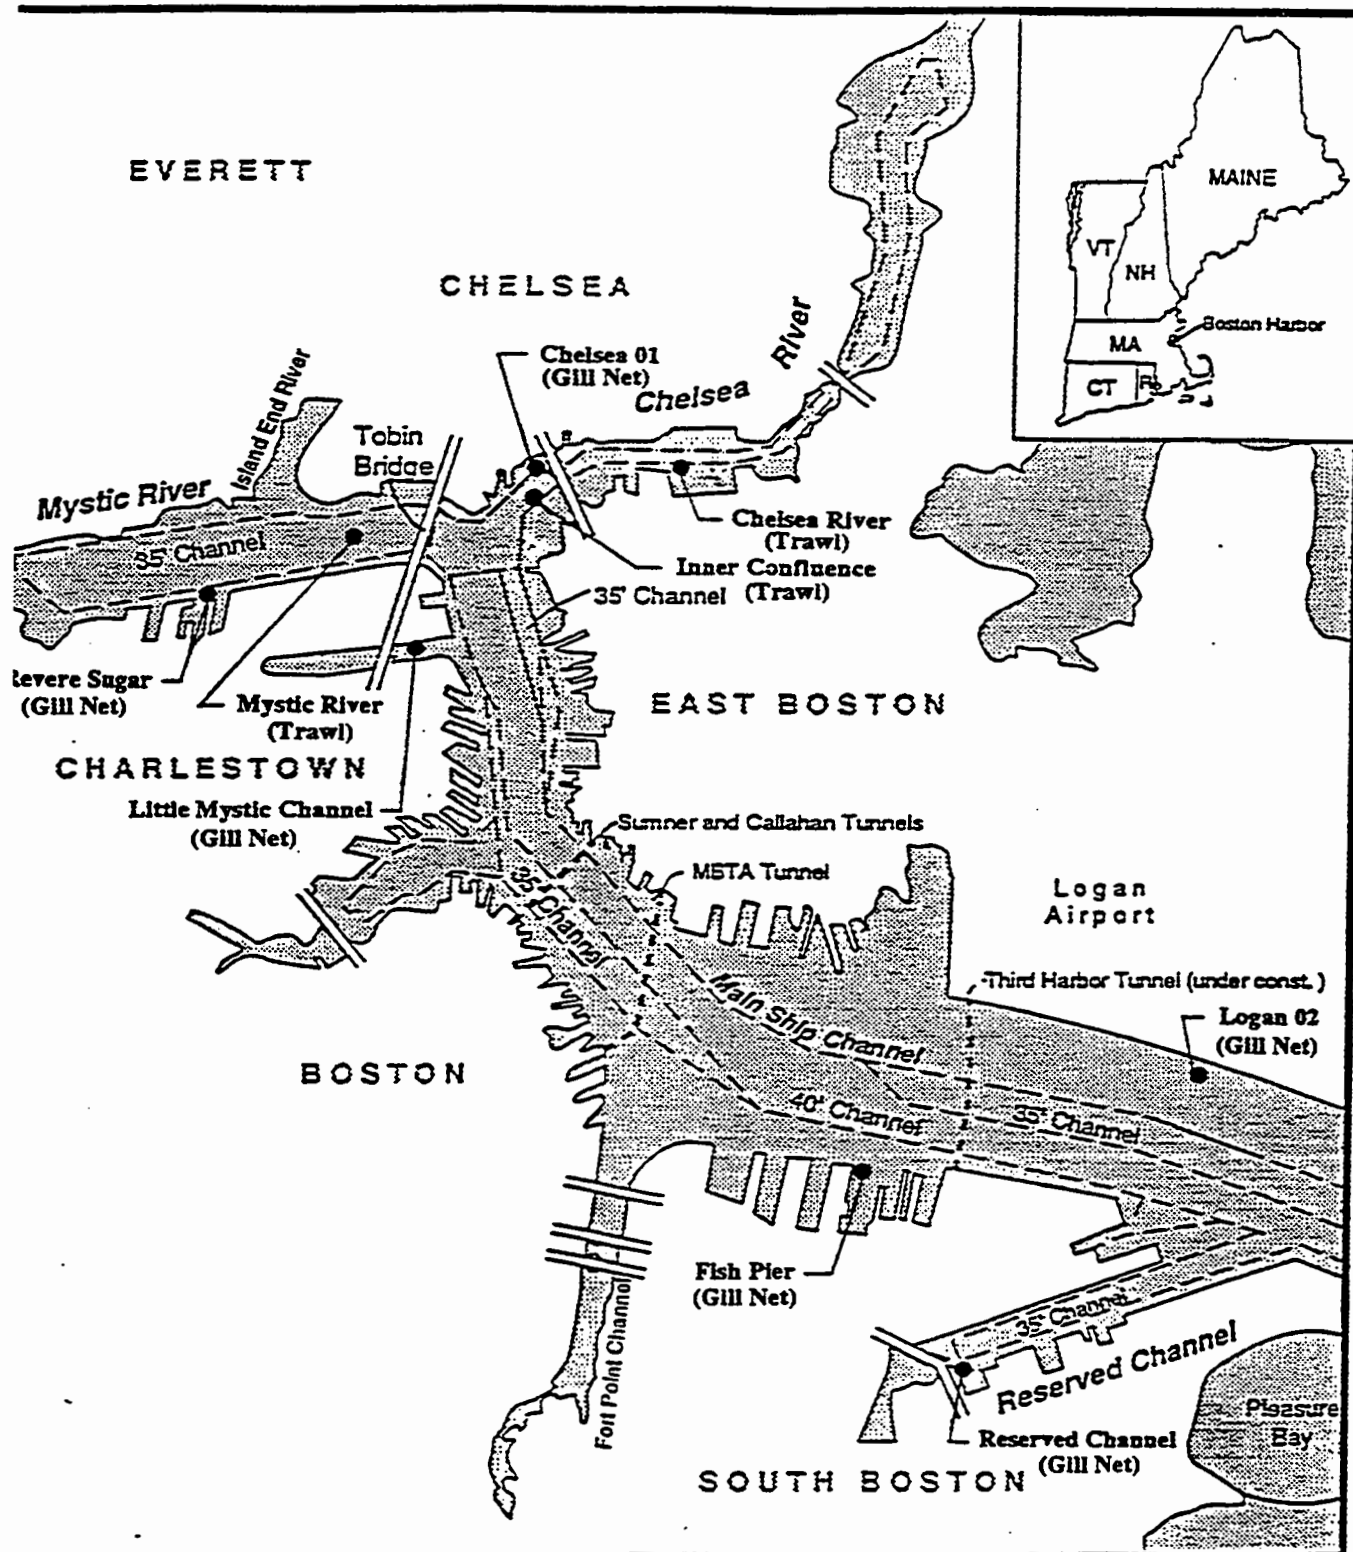 EVERETT
CHELSEA
MAINE
VT
NH
MA
CT
Boston Harbor
Chelsea 01
(Gill Net)
Chelsea
River
Island End River
Tobin
Bridge
Mystic River
35' Channel
Chelsea River
(Trawl)
Inner Confluence
(Trawl)
35' Channel
Revere Sugar
(Gill Net)
Mystic River
(Trawl)
EAST BOSTON
CHARLESTOWN
Little Mystic Channel
(Gill Net)
Sumner and Callahan Tunnels
MBTA Tunnel
Logan
Airport
35' Channel
Main Ship Channel
Third Harbor Tunnel (under const.)
Logan 02
(Gill Net)
BOSTON
40' Channel
35' Channel
Fish Pier
(Gill Net)
Fort Point Channel
35' Channel
Reserved Channel
Pleasure
Bay
Reserved Channel
(Gill Net)
SOUTH BOSTON